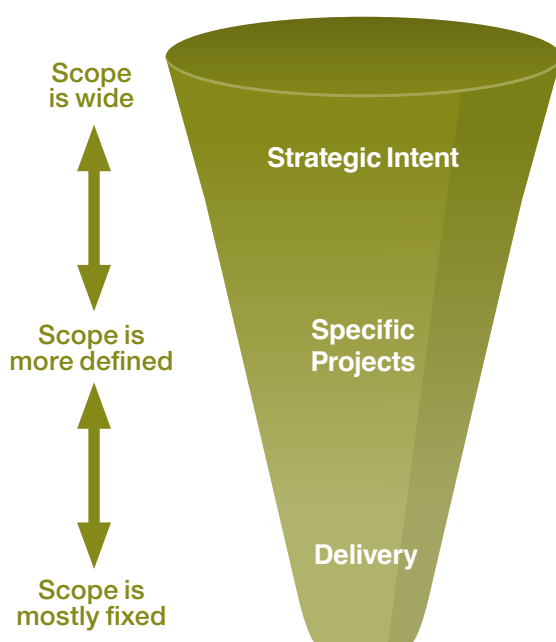 Scope
is wide
Strategic Intent
Scope is
more defined
Specific
Projects
Delivery
Scope is
mostly fixed